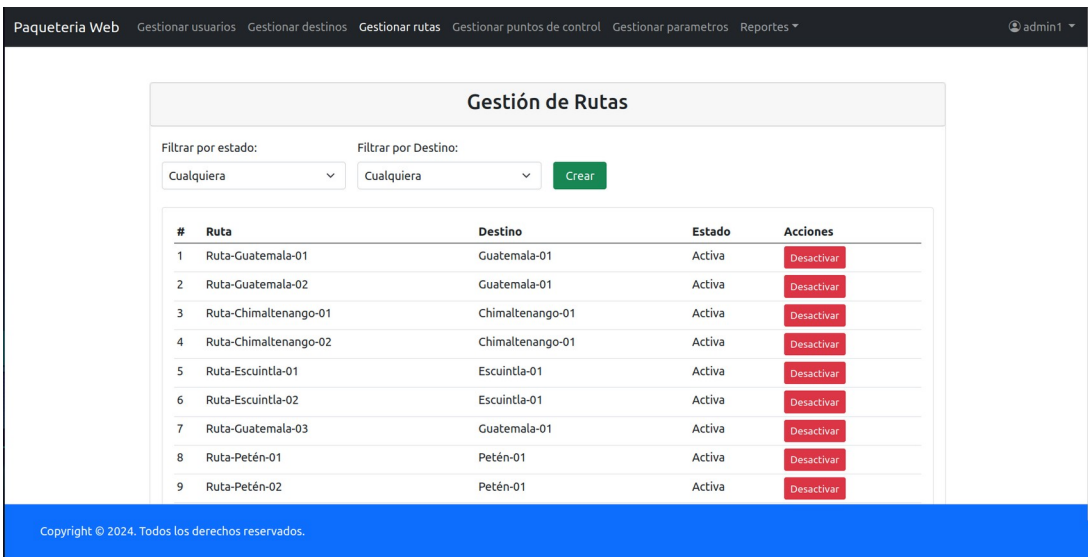 Paqueteria Web Gestionar usuarios Gestionar destinos Gestionar rutas Gestionar puntos de control Gestionar parametros Reportes admin1
Gestión de Rutas
Filtrar por estado: Filtrar por Destino:
Cualquiera Cualquiera Crear
# Ruta Destino Estado Acciones
1 Ruta-Guatemala-01 Guatemala-01 Activa Desactivar
2 Ruta-Guatemala-02 Guatemala-01 Activa Desactivar
3 Ruta-Chimaltenango-01 Chimaltenango-01 Activa Desactivar
4 Ruta-Chimaltenango-02 Chimaltenango-01 Activa Desactivar
5 Ruta-Escuintla-01 Escuintla-01 Activa Desactivar
6 Ruta-Escuintla-02 Escuintla-01 Activa Desactivar
7 Ruta-Guatemala-03 Guatemala-01 Activa Desactivar
8 Ruta-Petén-01 Petén-01 Activa Desactivar
9 Ruta-Petén-02 Petén-01 Activa Desactivar
Copyright © 2024. Todos los derechos reservados.